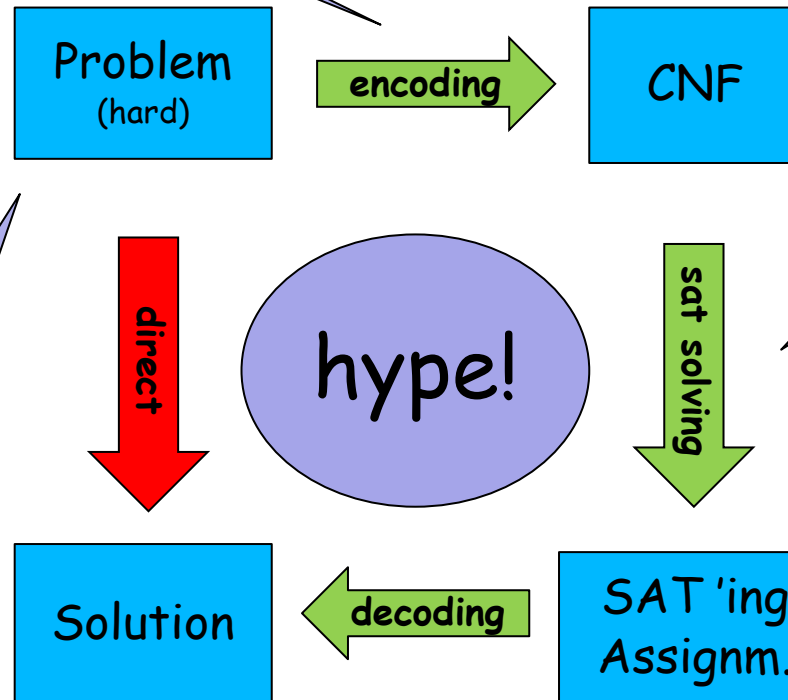 Problem
(hard)
encoding
CNF
direct
hype!
sat solving
Solution
decoding
SAT'ing
Assignm.